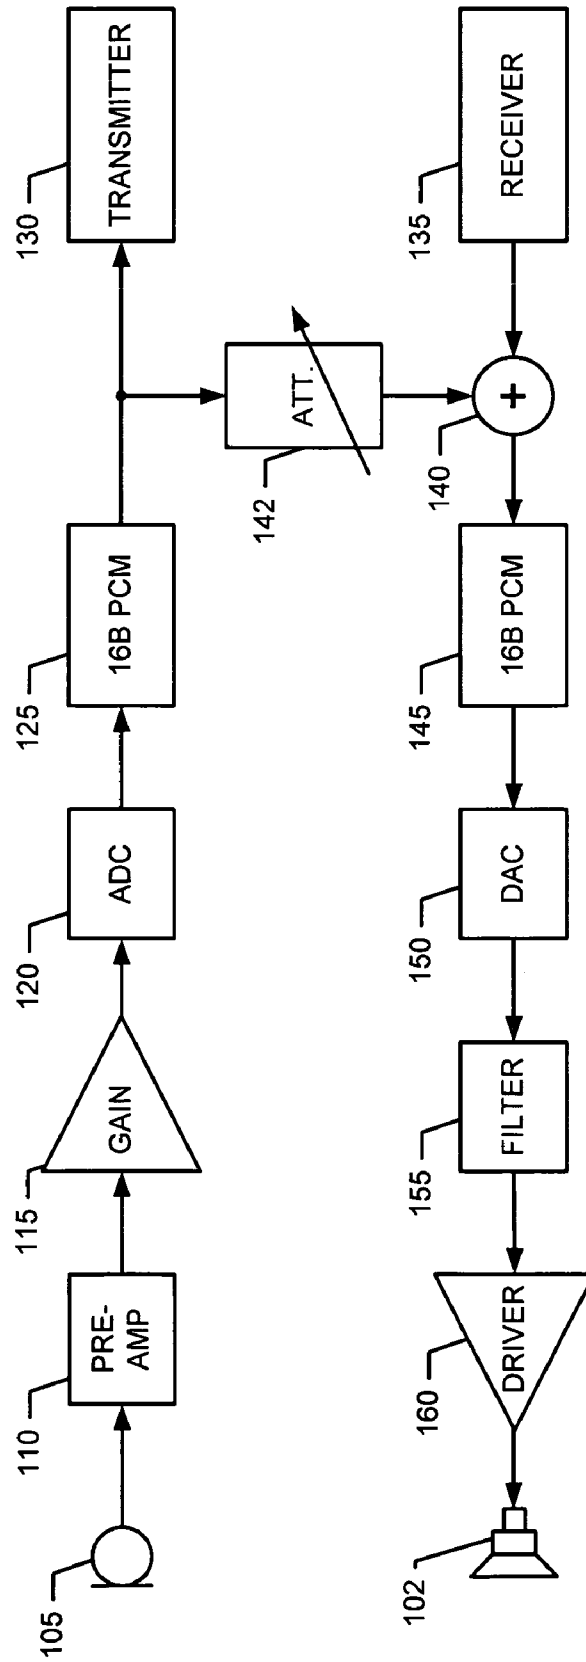 105
110
PRE-
AMP
115
GAIN
120
ADC
125
16B PCM
130
TRANSMITTER
142
ATT.
102
160
DRIVER
155
FILTER
150
DAC
145
16B PCM
140
+
135
RECEIVER